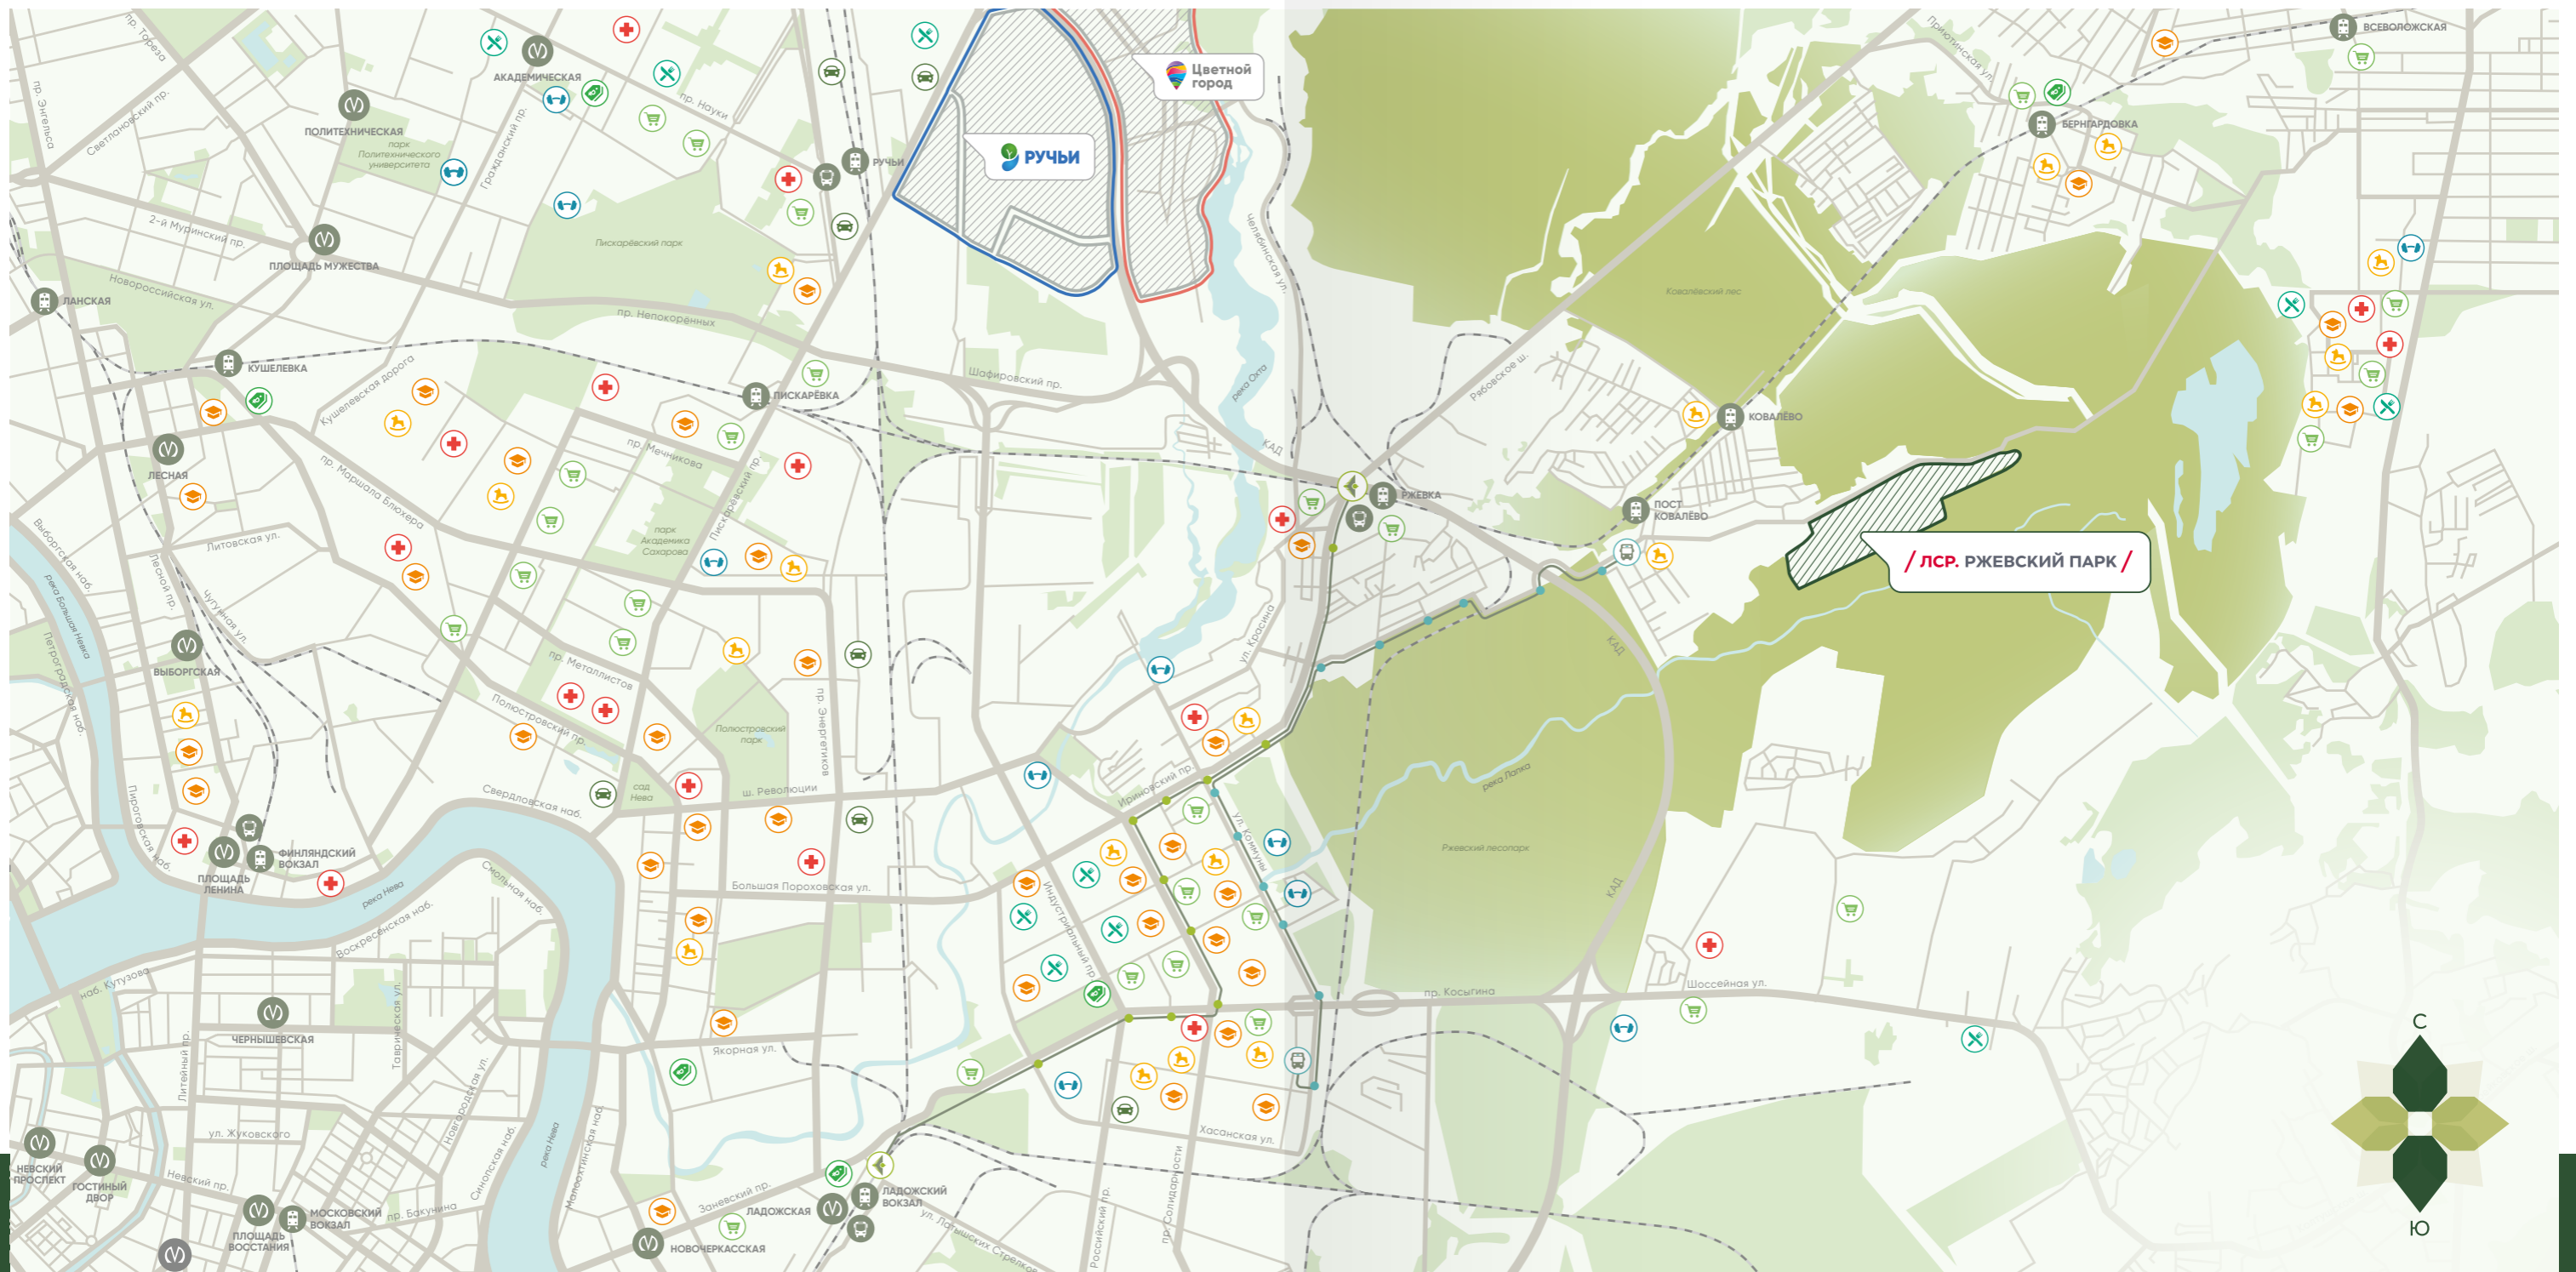 пр. Тореза
пр. Энгельса
Светлановский пр.
АКАДЕМИЧЕСКАЯ
ПОЛИТЕХНИЧЕСКАЯ
парк
Политехнического
университета
Гражданский пр.
пр. Науки
РУЧЬИ
РУЧЬИ
Цветной
город
Челябинская ул.
Приютинская ул.
ВСЕВОЛОЖСКАЯ
БЕРНГАРДОВКА
2-й Муринский пр.
ПЛОЩАДЬ МУЖЕСТВА
Пискарёвский парк
Новороссийская ул.
ЛАНСКАЯ
пр. Непокорённых
Ковалёвский лес
КУШЕЛЕВКА
Кушелевская дорога
ПИСКАРЁВКА
Шафировский пр.
река Охта
Рябовское ш.
КОВАЛЁВО
КАД
пр. Мечникова
ЛЕСНАЯ
пр. Маршала Блюхера
Пискарёвский пр.
РЖЕВКА
ПОСТ
КОВАЛЁВО
/ ЛСР. РЖЕВСКИЙ ПАРК /
Выборгская наб.
Литовская ул.
парк
Академика
Сахарова
река Большая Невка
Лесной пр.
Чугунная ул.
Петроградская наб.
ВЫБОРГСКАЯ
пр. Металлистов
Полюстровский пр.
ул. Красина
КАД
пр. Энергетиков
Полюстровский
парк
Пироговская наб.
Свердловская наб.
сад
Нева
ш. Революции
Ириновский пр.
река Лапка
ул. Коммуны
Ржевский лесопарк
ФИНЛЯНДСКИЙ
ВОКЗАЛ
ПЛОЩАДЬ
ЛЕНИНА
река Нева
Смольная наб.
Большая Пороховская ул.
Индустриальный пр.
КАД
Воскресенская наб.
наб. Кутузова
Таврическая ул.
пр. Косыгина
Шоссейная ул.
ЧЕРНЫШЕВСКАЯ
Литейный пр.
Якорная ул.
С
Новгородская ул.
ул. Жуковского
Хасанская ул.
река Нева
Малоохтинская наб.
Синопская наб.
НЕВСКИЙ
ПРОСПЕКТ
ГОСТИНЫЙ
ДВОР
Невский пр.
пр. Бакунина
МОСКОВСКИЙ
ВОКЗАЛ
ПЛОЩАДЬ
ВОССТАНИЯ
Заневский пр.
НОВОЧЕРКАССКАЯ
ЛАДОЖСКАЯ
ЛАДОЖСКИЙ
ВОКЗАЛ
ул. Латышских Стрелков
Российский пр.
пр. Солидарности
Ю